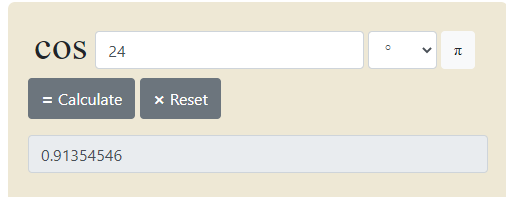 cos 24 ° π
= Calculate × Reset
0.91354546